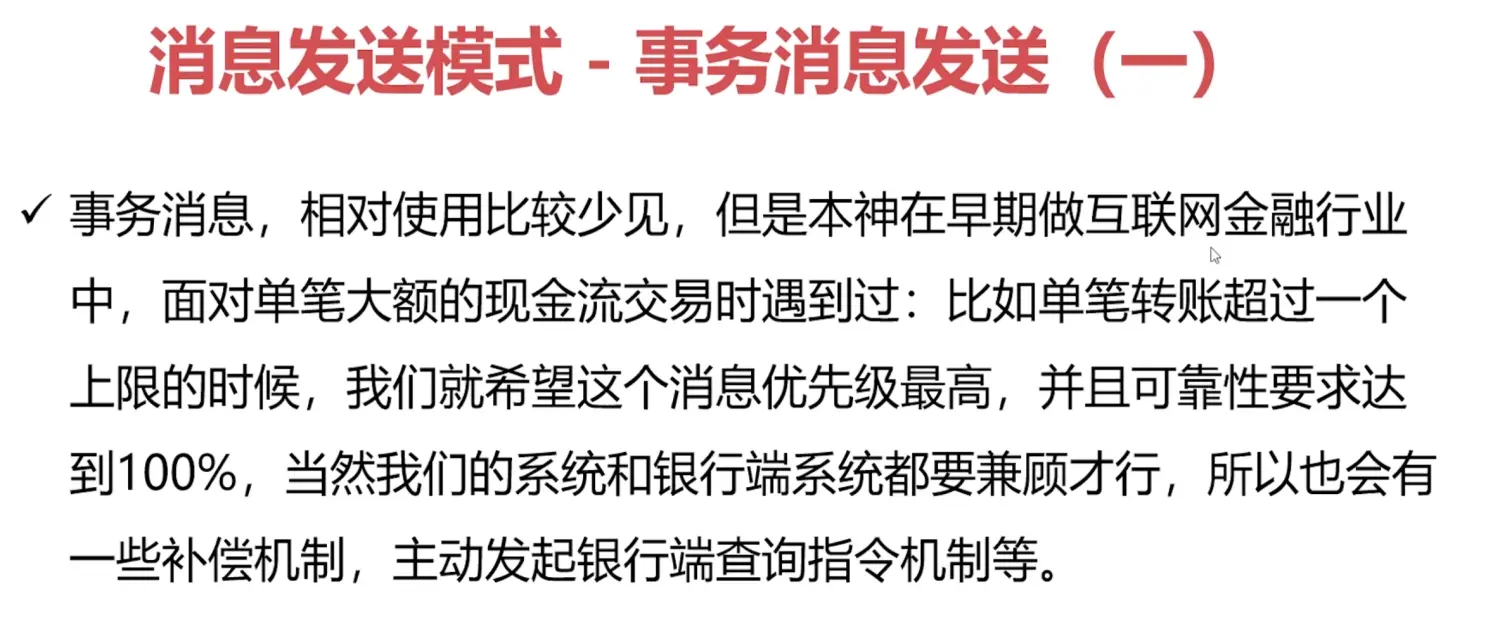 消息发送模式 - 事务消息发送（一）
✓ 事务消息，相对使用比较少见，但是本神在早期做互联网金融行业
中，面对单笔大额的现金流交易时遇到过：比如单笔转账超过一个
上限的时候，我们就希望这个消息优先级最高，并且可靠性要求达
到100%，当然我们的系统和银行端系统都要兼顾才行，所以也会有
一些补偿机制，主动发起银行端查询指令机制等。